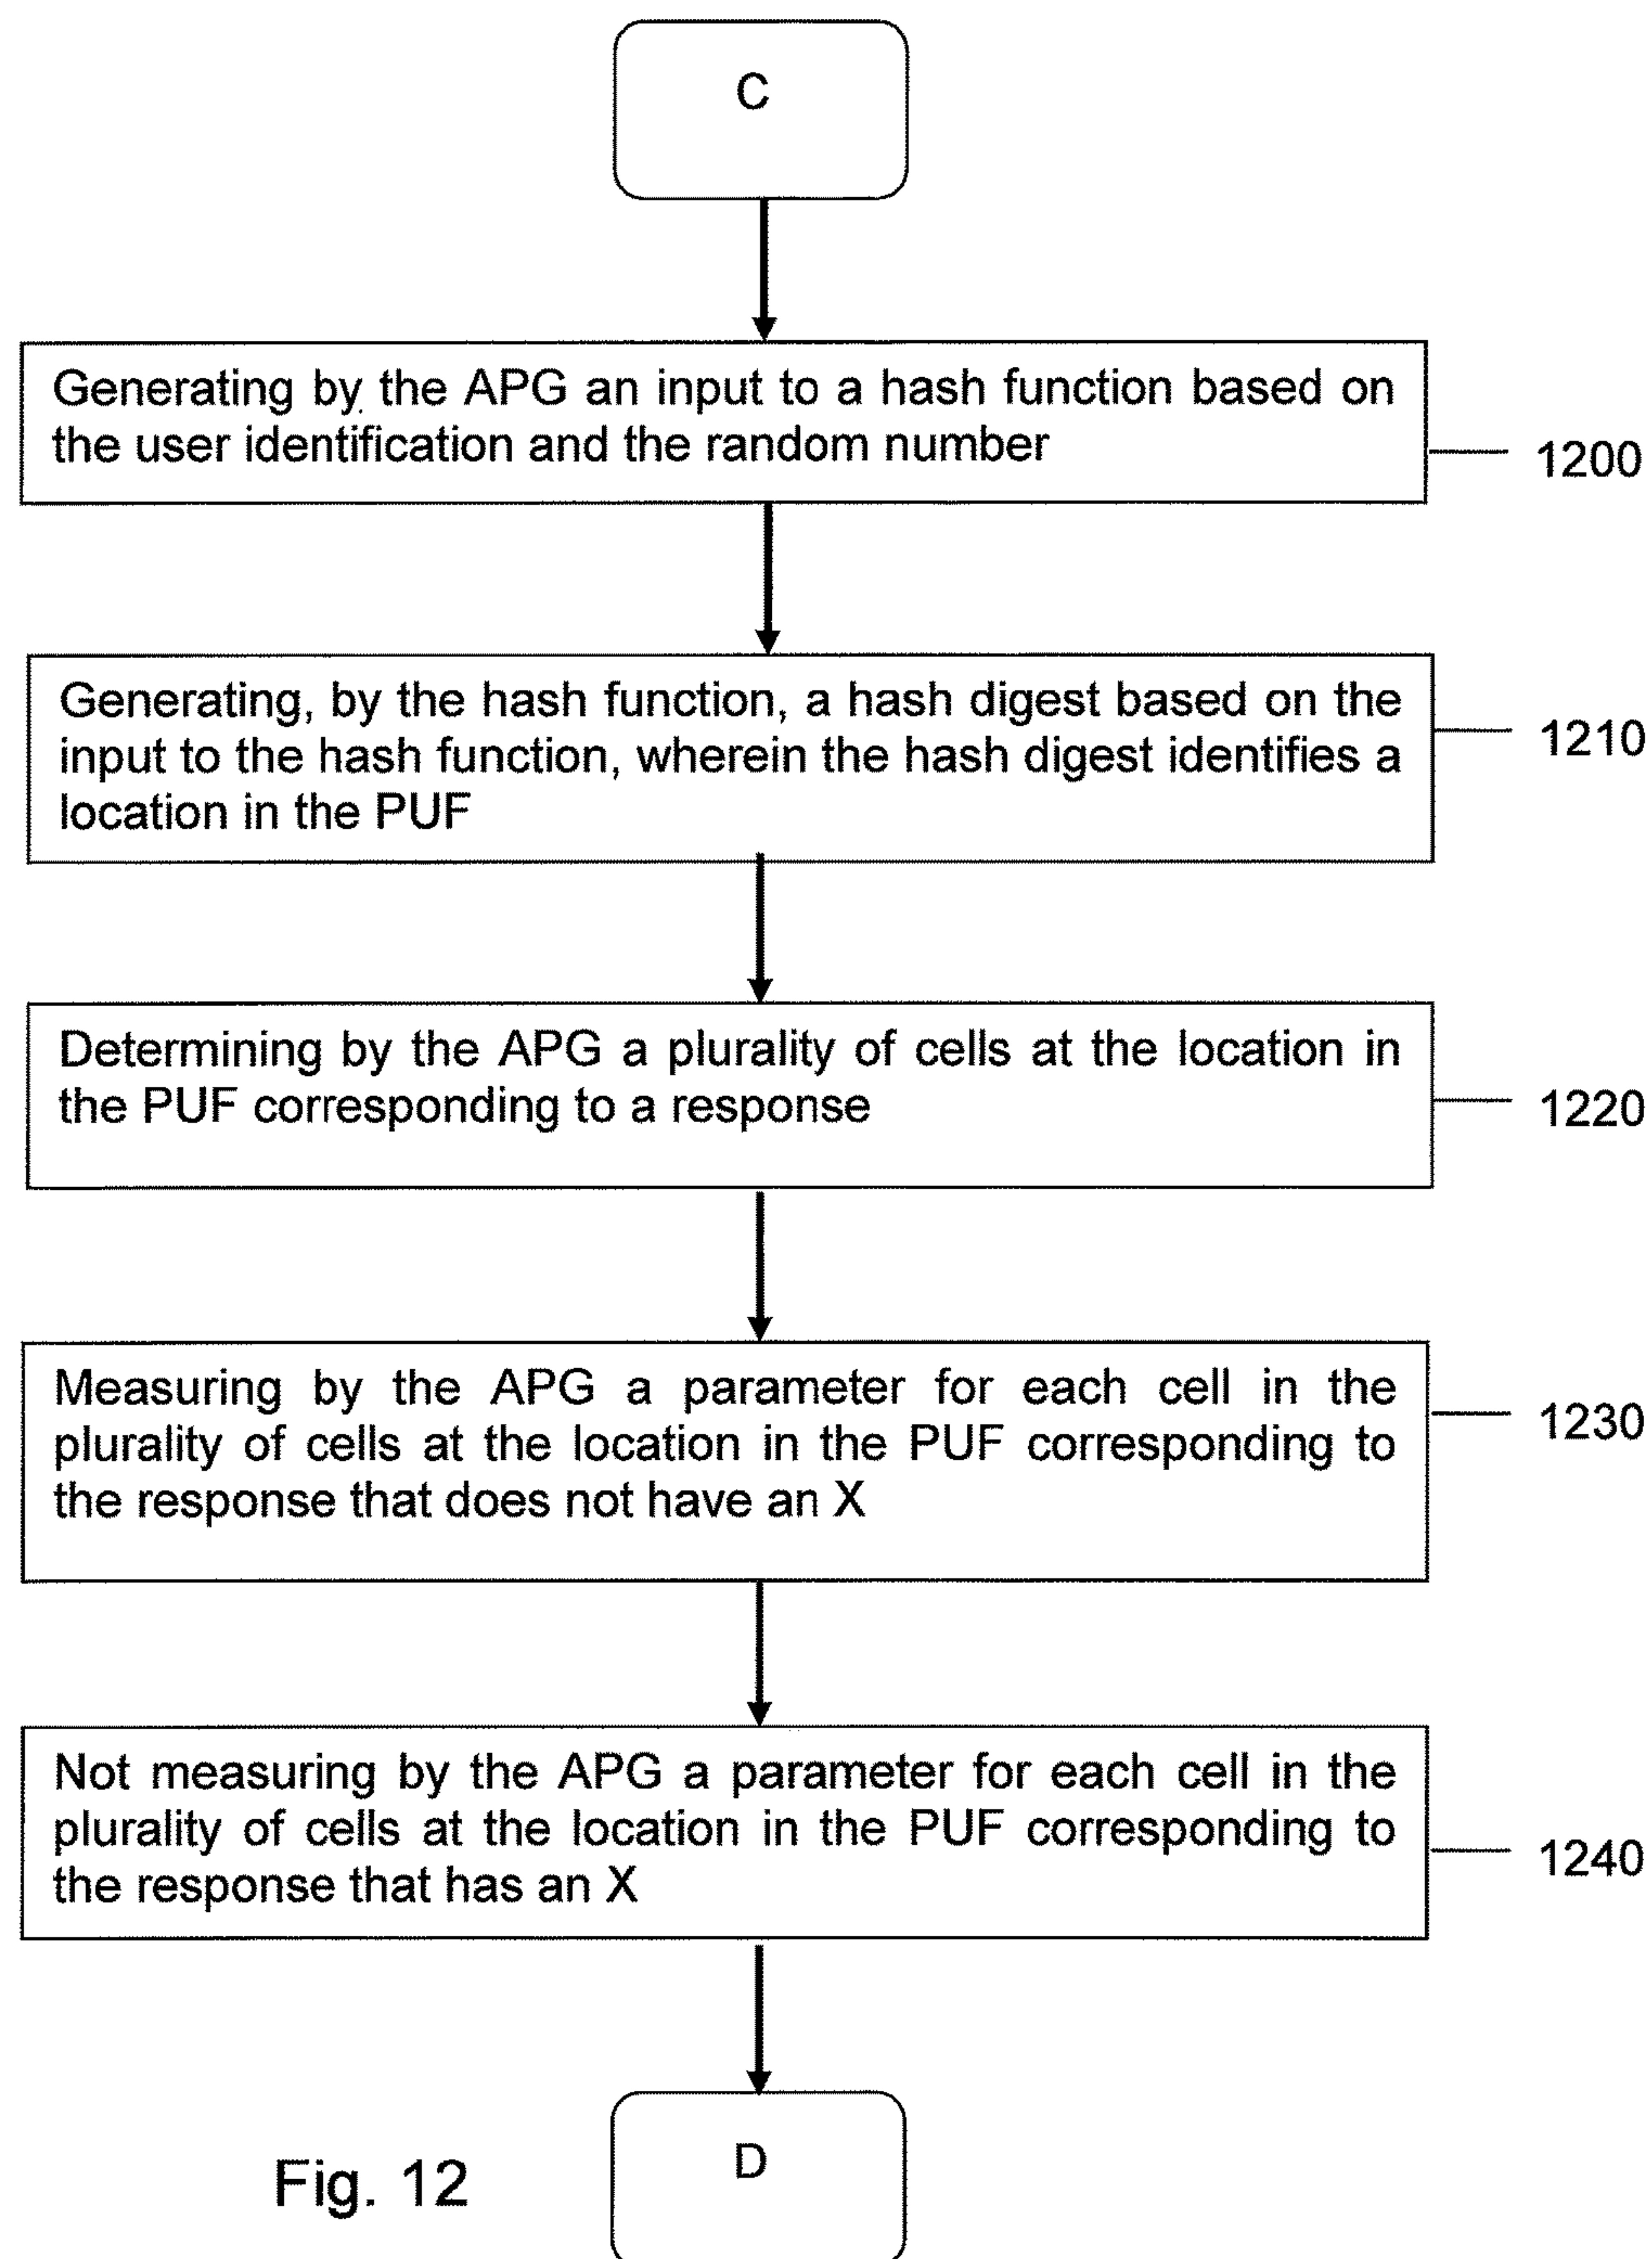 C
Generating by the APG an input to a hash function based on
the user identification and the random number
1200
Generating, by the hash function, a hash digest based on the
input to the hash function, wherein the hash digest identifies a
location in the PUF
1210
Determining by the APG a plurality of cells at the location in
the PUF corresponding to a response
1220
Measuring by the APG a parameter for each cell in the
plurality of cells at the location in the PUF corresponding to
the response that does not have an X
1230
Not measuring by the APG a parameter for each cell in the
plurality of cells at the location in the PUF corresponding to
the response that has an X
1240
D
Fig. 12